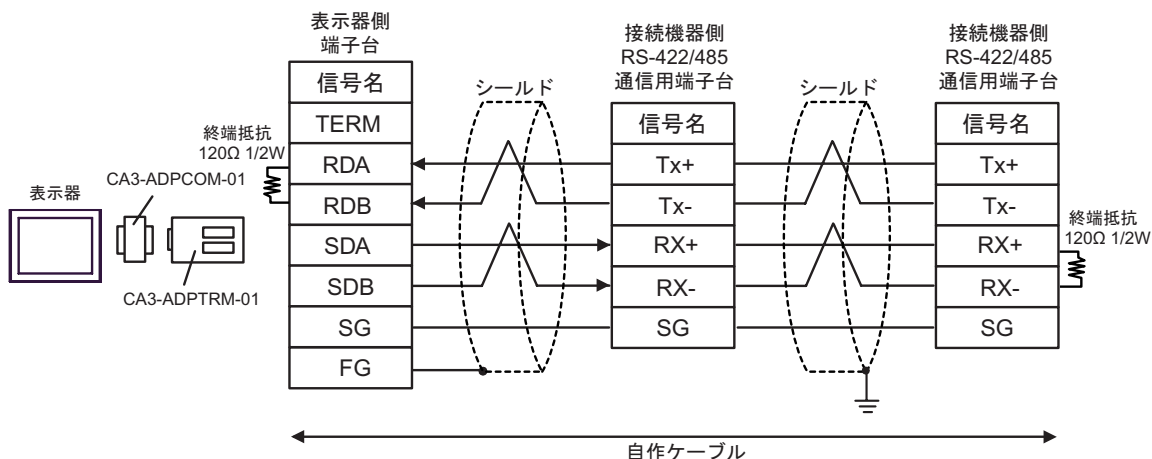 表示器側
端子台
信号名
TERM
RDA
RDB
SDA
SDB
SG
FG
終端抵抗
120Ω 1/2W
表示器
CA3-ADPCOM-01
CA3-ADPTRM-01
シールド
接続機器側
RS-422/485
通信用端子台
信号名
Tx+
Tx-
RX+
RX-
SG
シールド
接続機器側
RS-422/485
通信用端子台
信号名
Tx+
Tx-
RX+
RX-
SG
終端抵抗
120Ω 1/2W
自作ケーブル